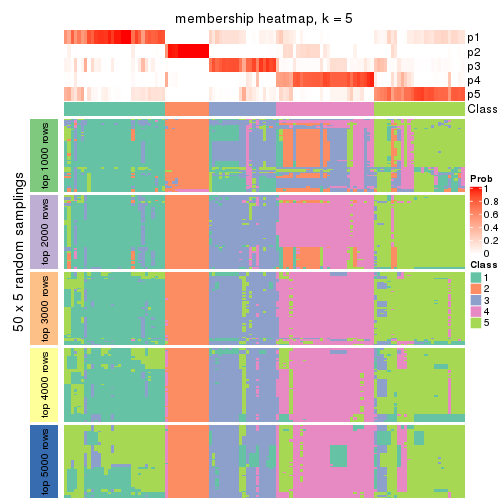 membership heatmap, k = 5
p1
p2
p3
p4
p5
Class
50 x 5 random samplings
top 1000 rows
top 2000 rows
top 3000 rows
top 4000 rows
top 5000 rows
Prob
1
0.8
0.6
0.4
0.2
0
Class
1
2
3
4
5